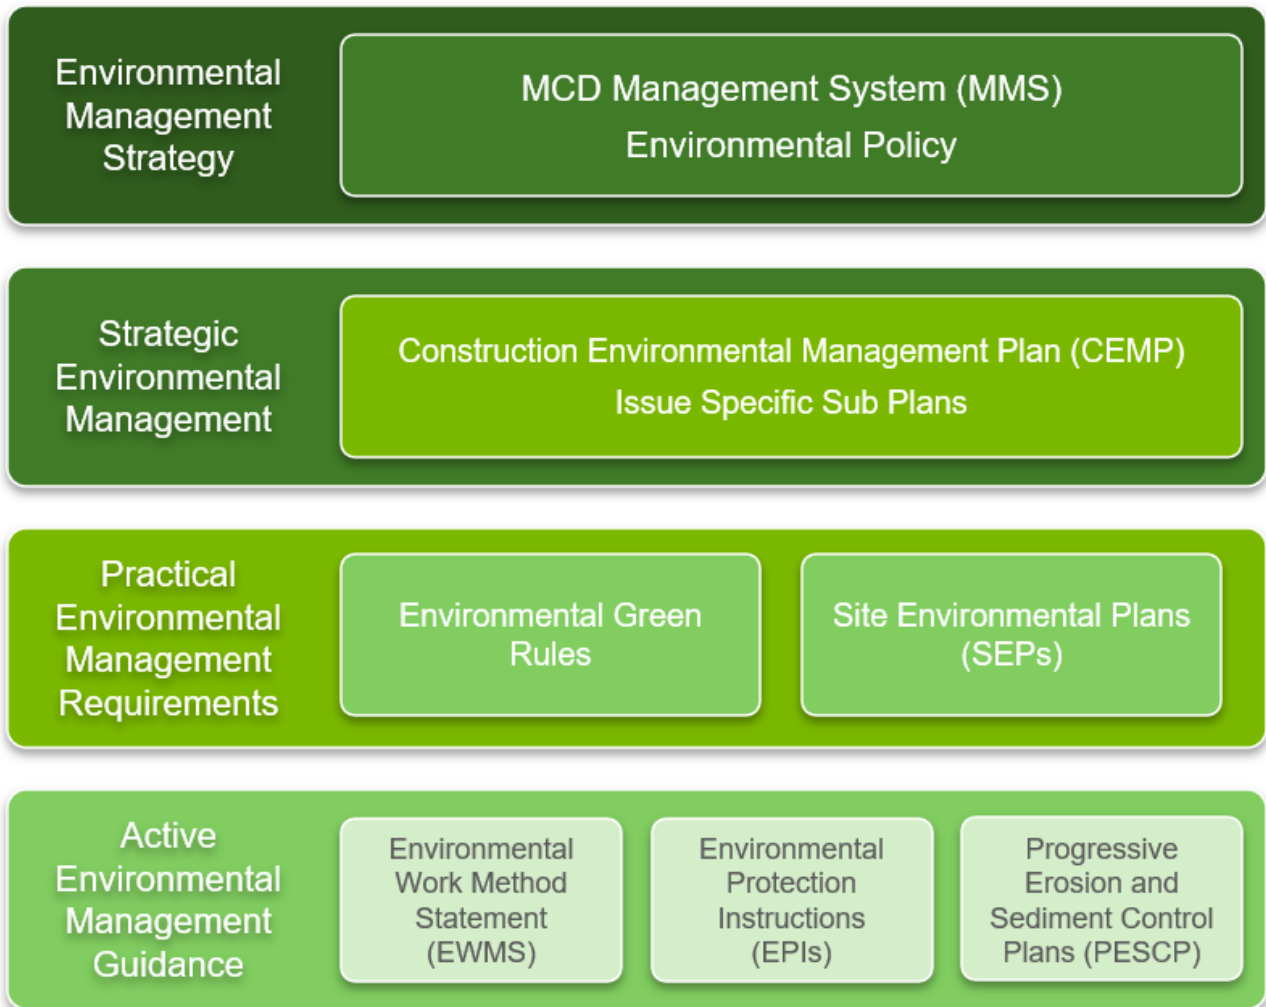 Environmental
Management
Strategy
MCD Management System (MMS)
Environmental Policy
Strategic
Environmental
Management
Construction Environmental Management Plan (CEMP)
Issue Specific Sub Plans
Practical
Environmental
Management
Requirements
Environmental Green
Rules
Site Environmental Plans
(SEPs)
Active
Environmental
Management
Guidance
Environmental
Work Method
Statement
(EWMS)
Environmental
Protection
Instructions
(EPIs)
Progressive
Erosion and
Sediment Control
Plans (PESCP)